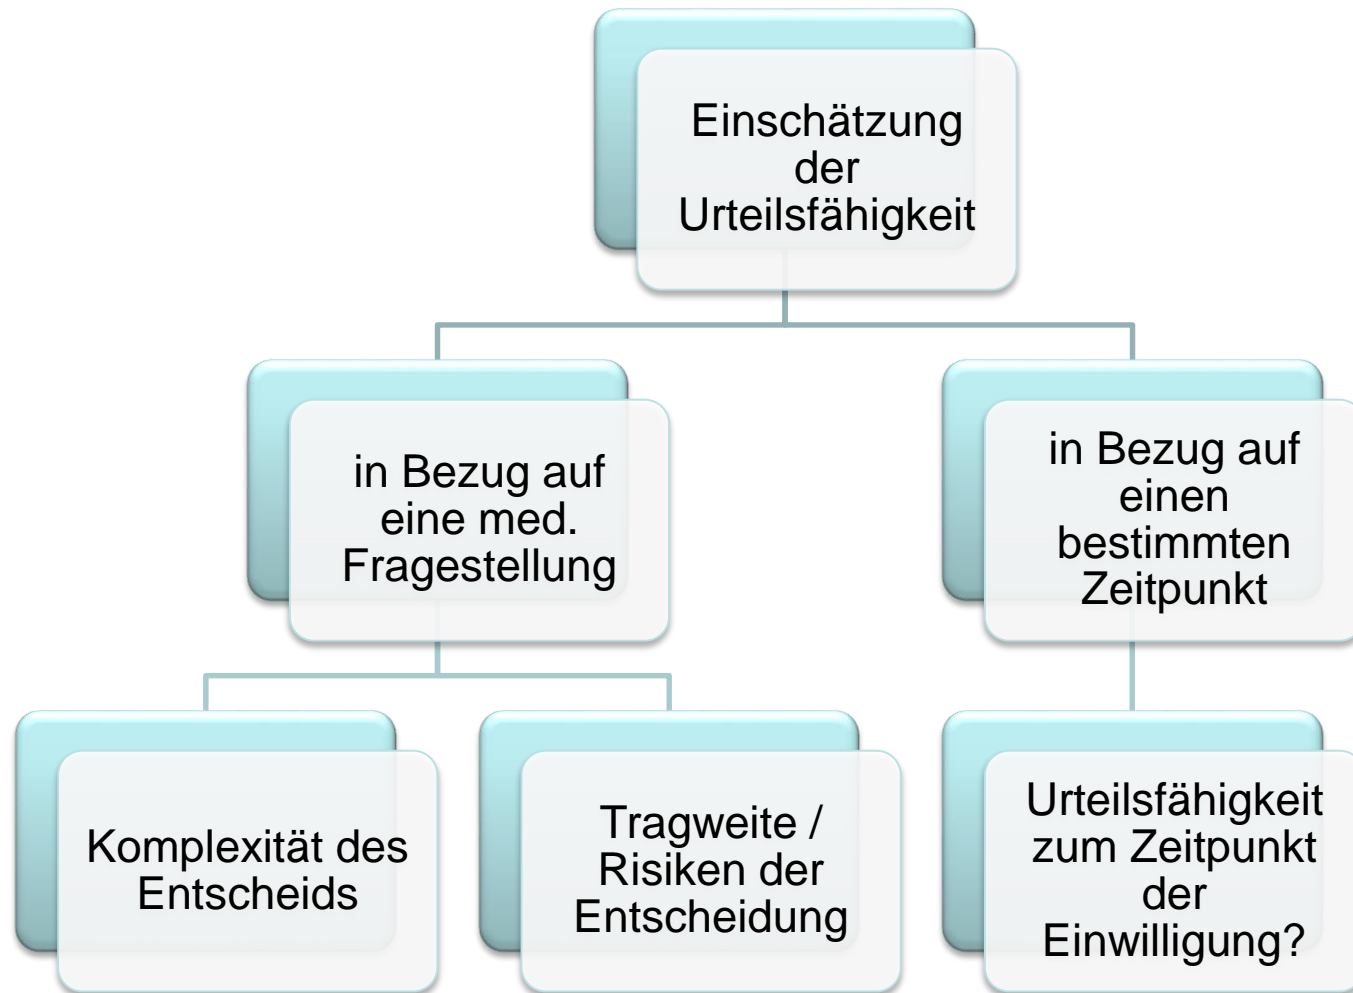 Einschätzung
der
Urteilsfähigkeit
in Bezug auf
eine med.
Fragestellung
in Bezug auf
einen
bestimmten
Zeitpunkt
Komplexität des
Entscheids
Tragweite /
Risiken der
Entscheidung
Urteilsfähigkeit
zum Zeitpunkt
der
Einwilligung?